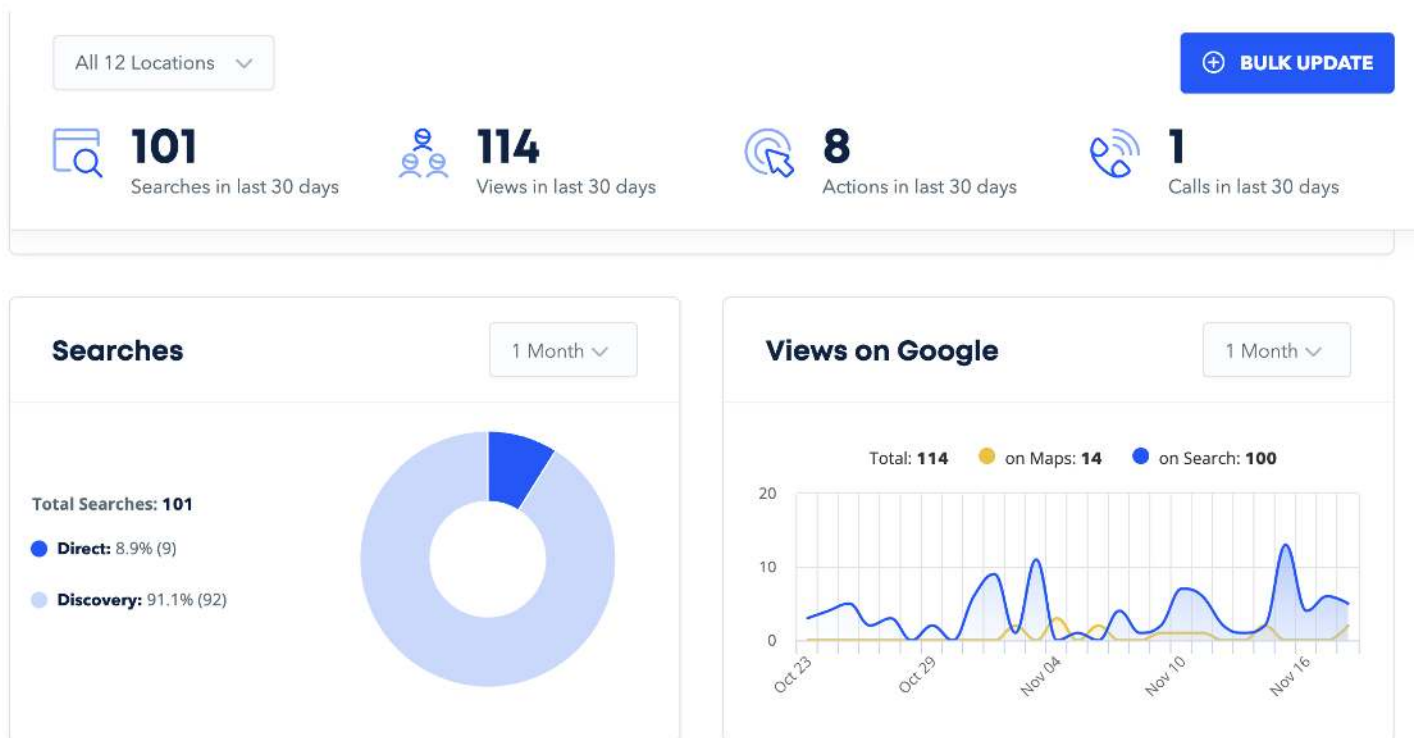 All 12 Locations
BULK UPDATE
101
Searches in last 30 days
114
Views in last 30 days
8
Actions in last 30 days
1
Calls in last 30 days
Searches
1 Month
Total Searches: 101
Direct: 8.9% (9)
Discovery: 91.1% (92)
Views on Google
1 Month
Total: 114 on Maps: 14 on Search: 100
20
10
0
Oct 23 Oct 29 Nov 04 Nov 10 Nov 16